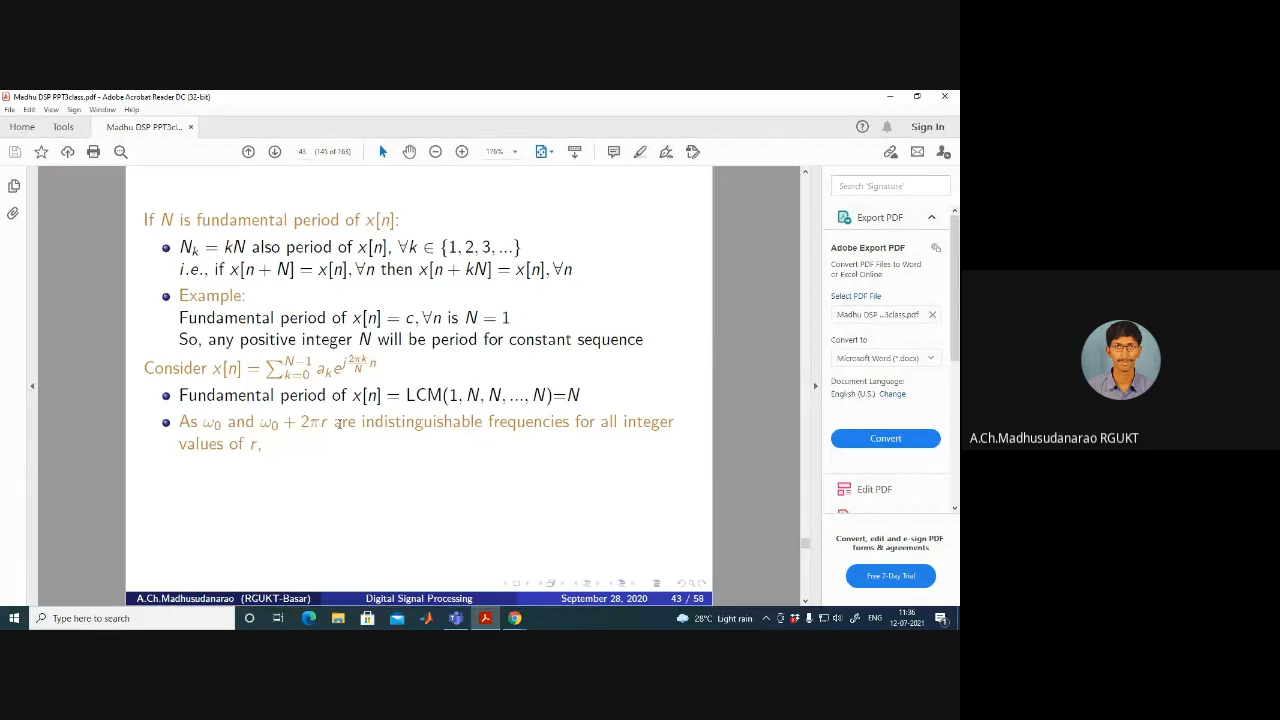 Madhu DSP PPT3class.pdf - Adobe Acrobat Reader DC (32-bit)
File Edit View Sign Window Help
Home Tools Madhu DSP PPT3cl... × Sign In
43 (141 of 163) 176%
If N is fundamental period of x[n]:
N_k = kN also period of x[n], ∀k ∈ {1, 2, 3, ...}
i.e., if x[n + N] = x[n], ∀n then x[n + kN] = x[n], ∀n
Example:
Fundamental period of x[n] = c, ∀n is N = 1
So, any positive integer N will be period for constant sequence
Consider x[n] = ∑_{k=0}^{N−1} a_k e^{j\frac{2πk}{N}n}
Fundamental period of x[n] = LCM(1, N, N, ..., N)=N
As ω₀ and ω₀ + 2πr are indistinguishable frequencies for all integer
values of r,
A.Ch.Madhusudanarao (RGUKT-Basar) Digital Signal Processing September 28, 2020 43 / 58
Search 'Signature'
Export PDF
Adobe Export PDF
Convert PDF Files to Word
or Excel Online
Select PDF File
Madhu DSP ...3class.pdf
Convert to
Microsoft Word (*.docx)
Document Language:
English (U.S.) Change
Convert
Edit PDF
Convert, edit and e-sign PDF
forms & agreements
Free 7-Day Trial
A.Ch.Madhusudanarao RGUKT
Type here to search
28°C Light rain
ENG
11:36
12-07-2021